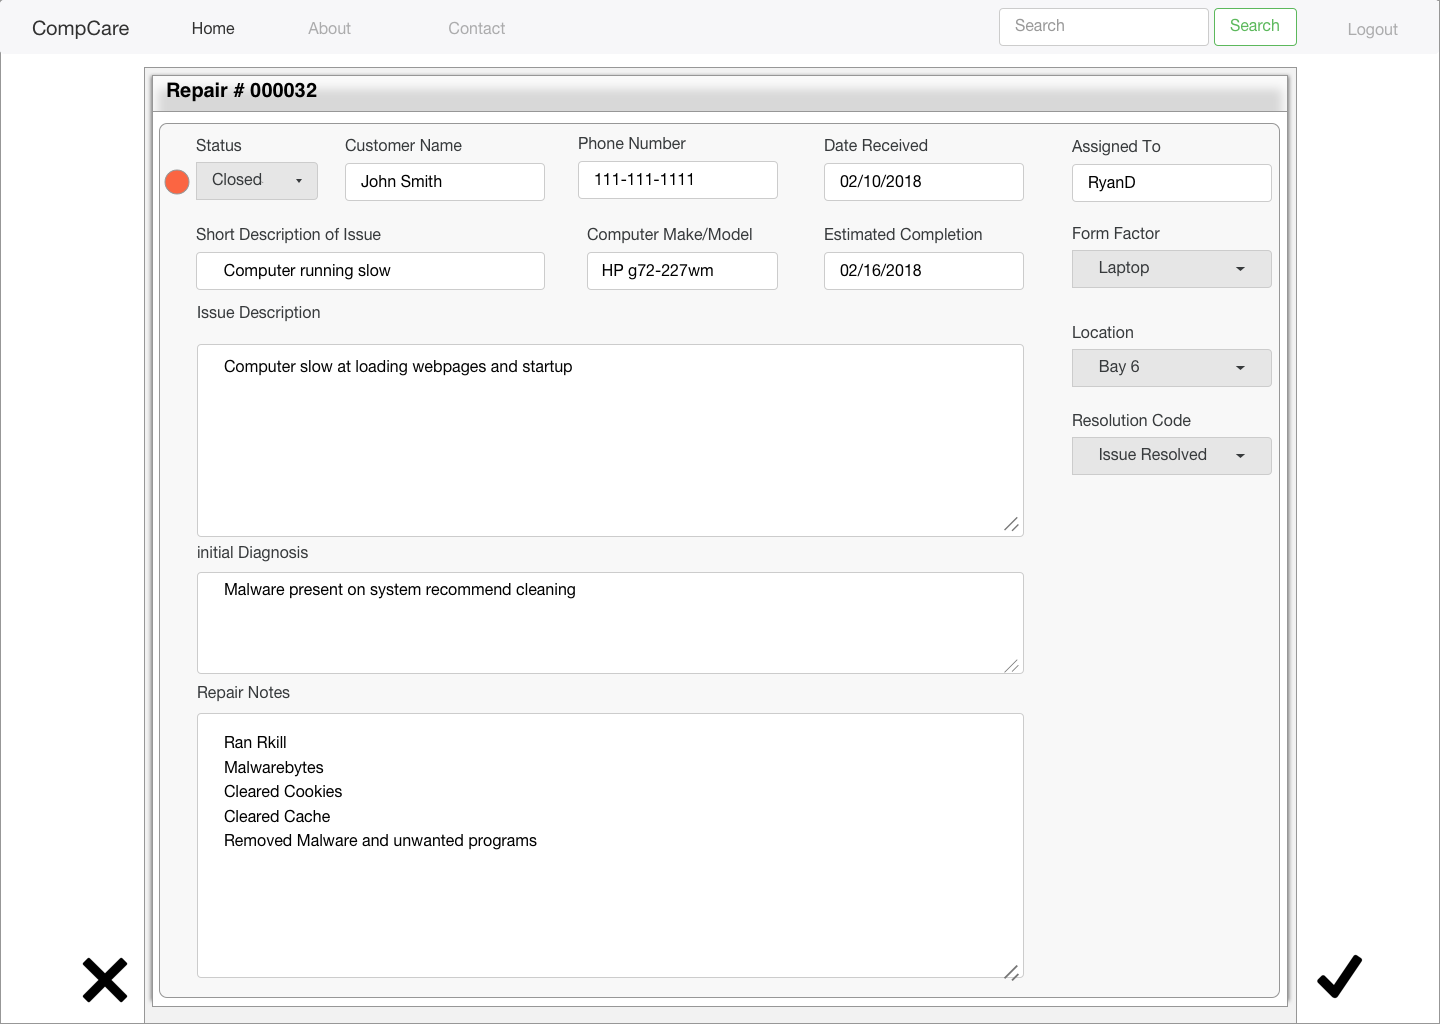 CompCare Home About Contact Search Search Logout
Repair # 000032
Status Customer Name Phone Number Date Received Assigned To
Closed John Smith 111-111-1111 02/10/2018 RyanD
Short Description of Issue Computer Make/Model Estimated Completion Form Factor
Computer running slow HP g72-227wm 02/16/2018 Laptop
Issue Description
Location
Computer slow at loading webpages and startup Bay 6
Resolution Code
Issue Resolved
initial Diagnosis
Malware present on system recommend cleaning
Repair Notes
Ran Rkill
Malwarebytes
Cleared Cookies
Cleared Cache
Removed Malware and unwanted programs